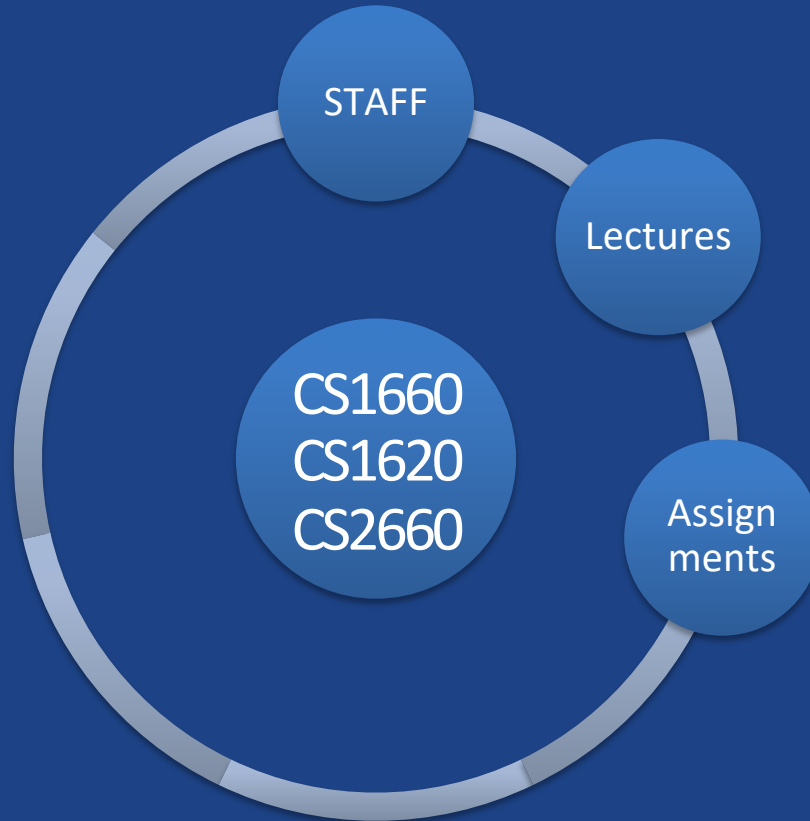 STAFF
Lectures
CS1660
CS1620
CS2660
Assign
ments